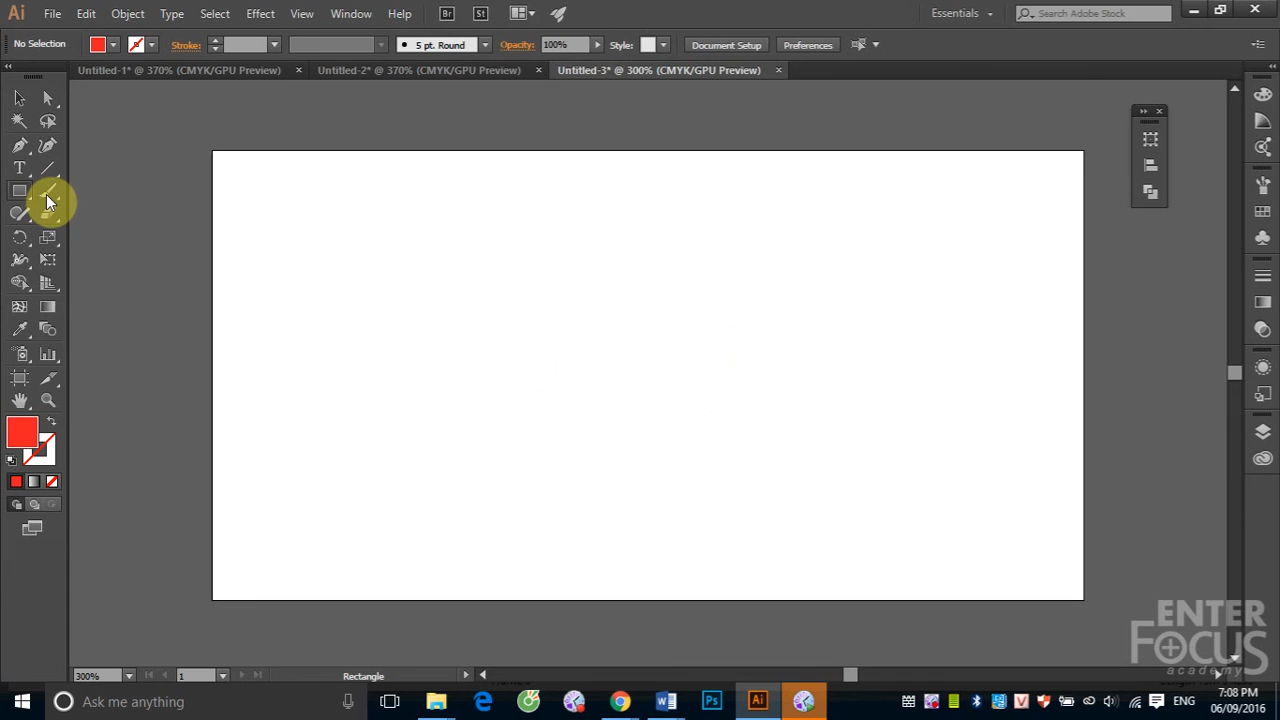 Ai File Edit Object Type Select Effect View Window Help Br St Essentials Search Adobe Stock
No Selection Stroke: 5 pt. Round Opacity: 100% Style: Document Setup Preferences
Untitled-1* @ 370% (CMYK/GPU Preview) Untitled-2* @ 370% (CMYK/GPU Preview) Untitled-3* @ 300% (CMYK/GPU Preview)
T
ENTER
FOCUS
academy
300% 1 Rectangle
Ask me anything Ps Ai ENG
7:08 PM
06/09/2016